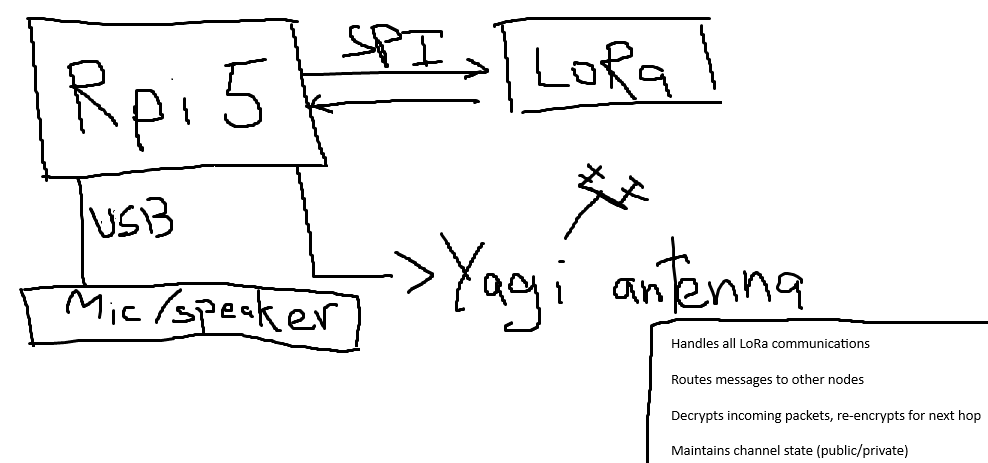 SPI
Rpi 5
LoRa
USB
Yagi antenna
Mic/speaker
Handles all LoRa communications
Routes messages to other nodes
Decrypts incoming packets, re-encrypts for next hop
Maintains channel state (public/private)